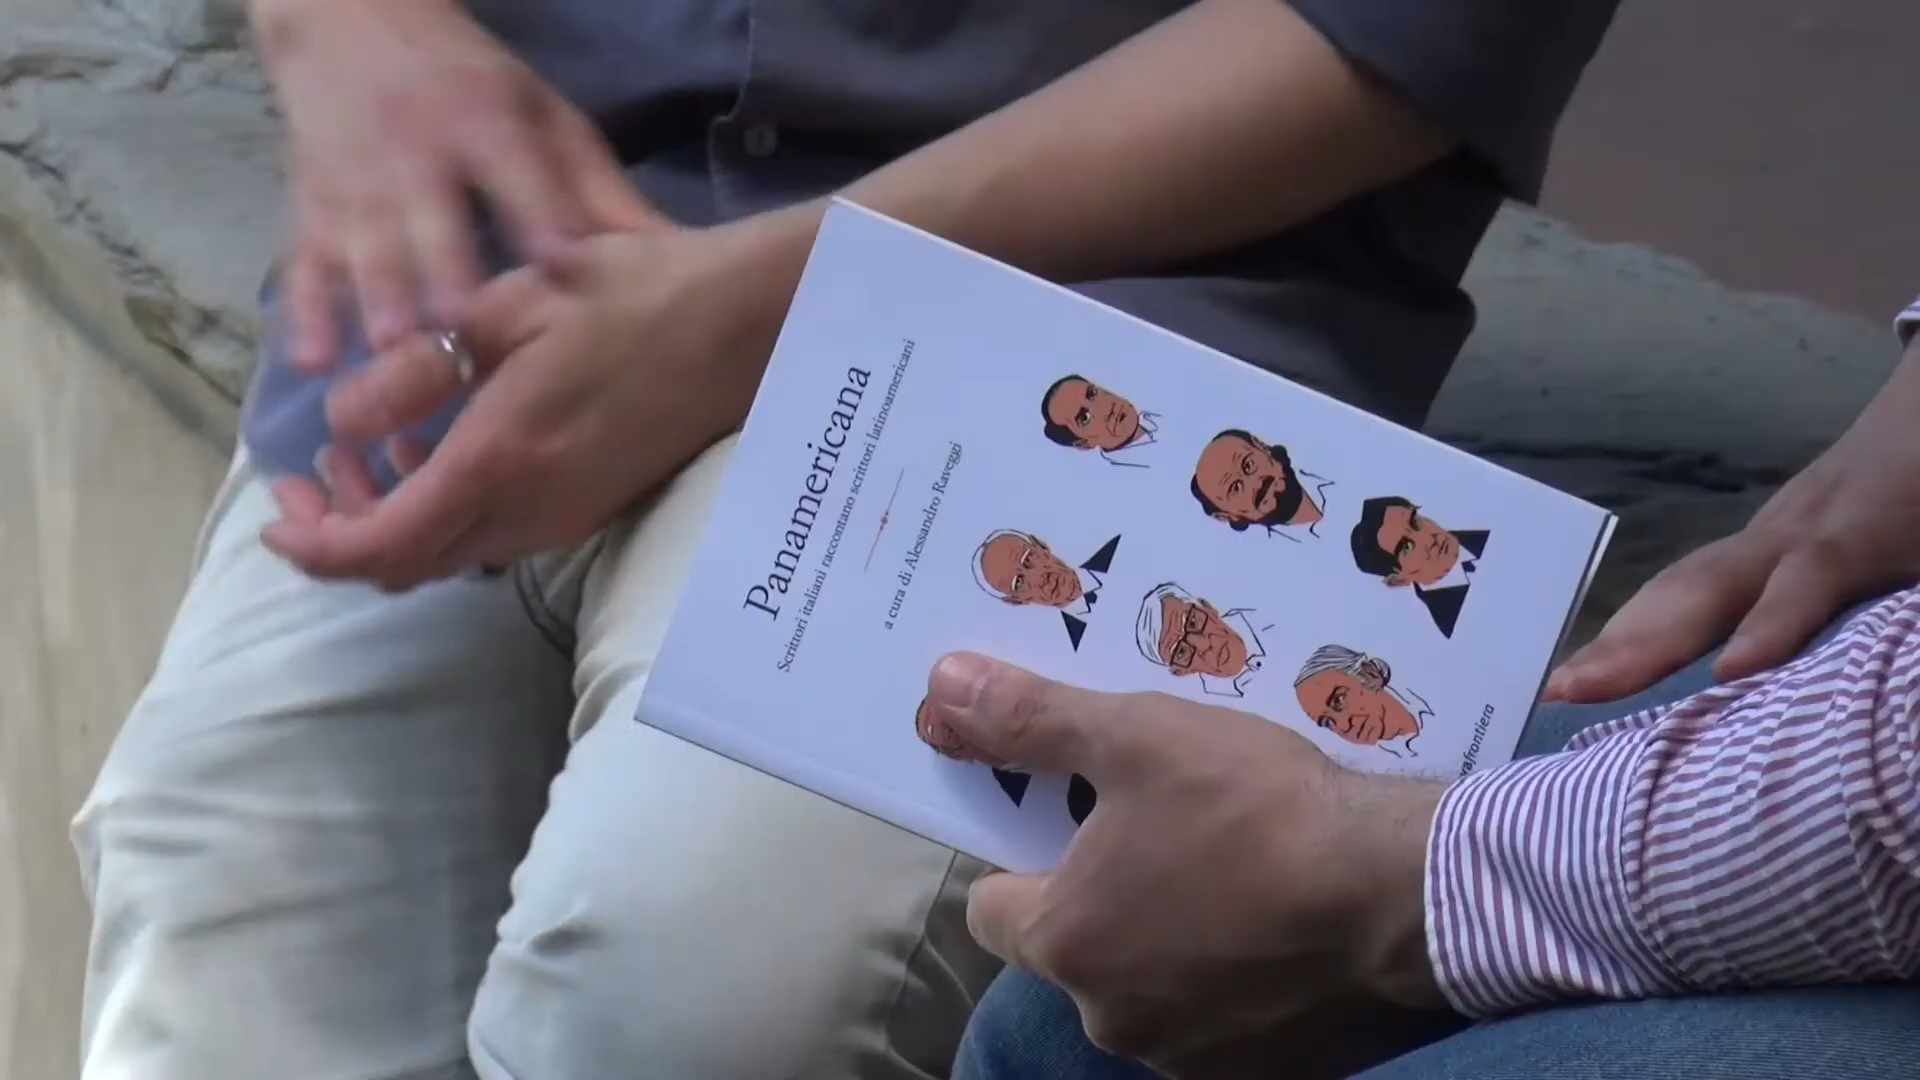 Panamericana
Scrittori italiani raccontano scrittori latinoamericani
a cura di Alessandro Raveggi